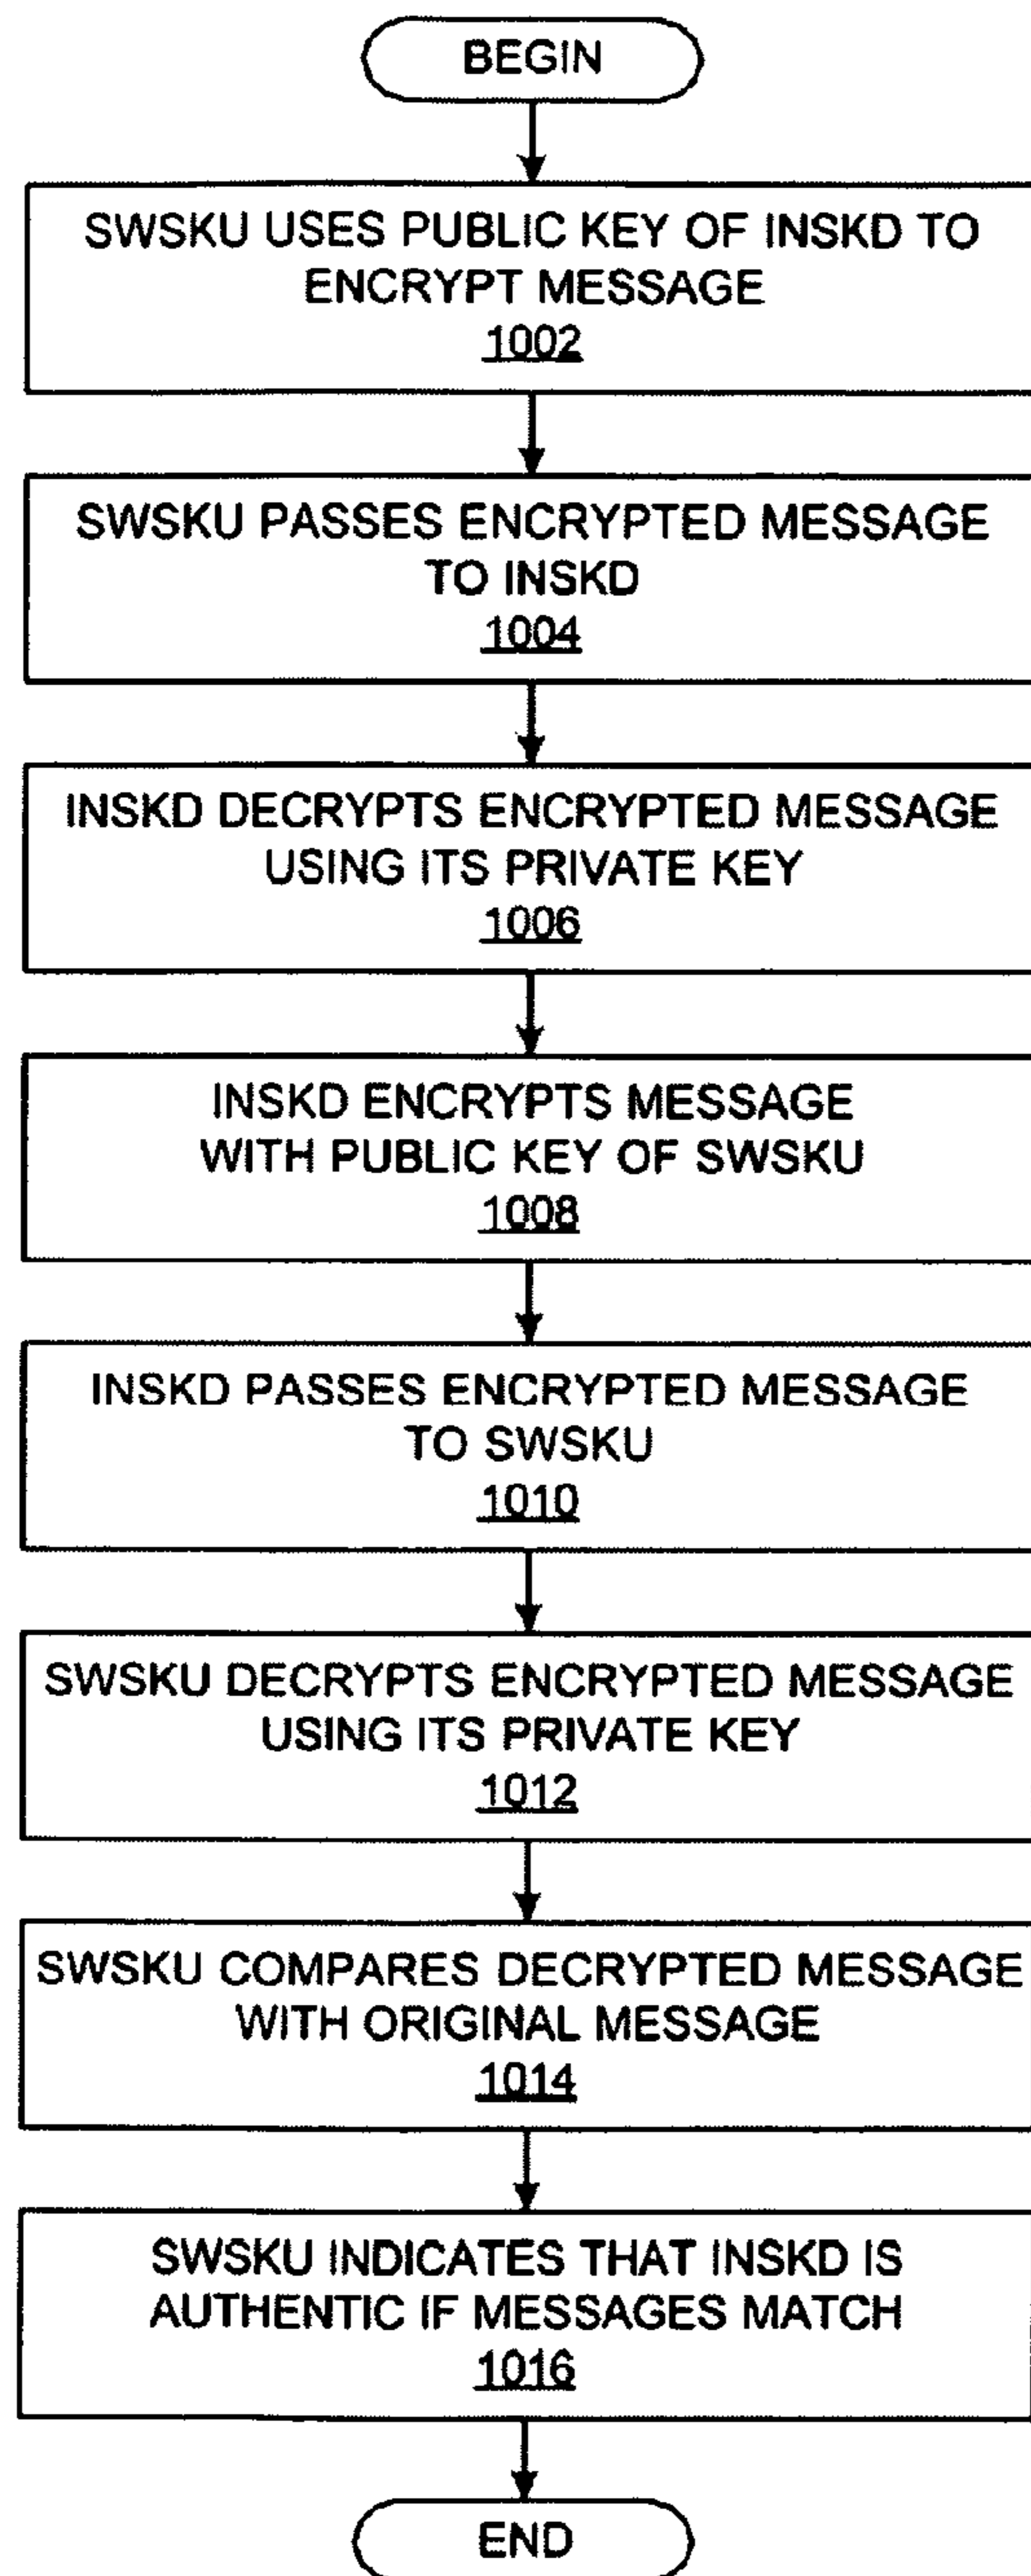 BEGIN
SWSKU USES PUBLIC KEY OF INSKD TO
ENCRYPT MESSAGE
1002
SWSKU PASSES ENCRYPTED MESSAGE
TO INSKD
1004
INSKD DECRYPTS ENCRYPTED MESSAGE
USING ITS PRIVATE KEY
1006
INSKD ENCRYPTS MESSAGE
WITH PUBLIC KEY OF SWSKU
1008
INSKD PASSES ENCRYPTED MESSAGE
TO SWSKU
1010
SWSKU DECRYPTS ENCRYPTED MESSAGE
USING ITS PRIVATE KEY
1012
SWSKU COMPARES DECRYPTED MESSAGE
WITH ORIGINAL MESSAGE
1014
SWSKU INDICATES THAT INSKD IS
AUTHENTIC IF MESSAGES MATCH
1016
END